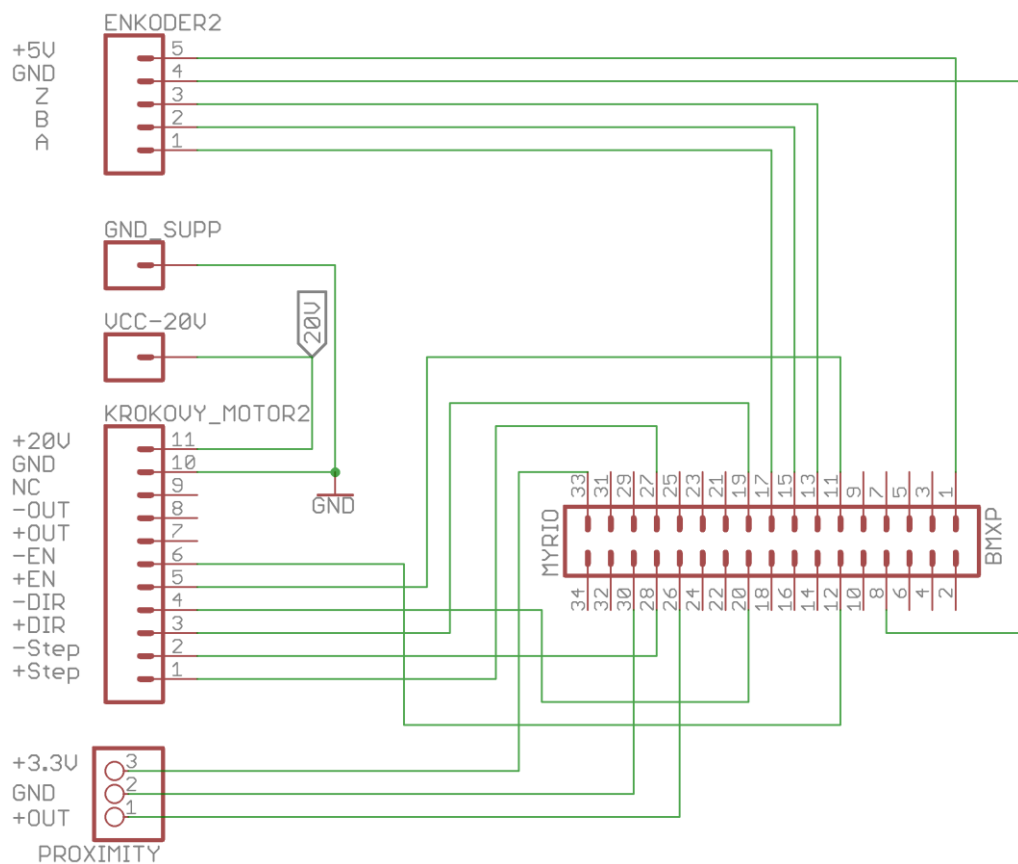 ENKODER2
+5V 5
GND 4
Z 3
B 2
A 1
GND_SUPP
VCC-20V
20V
KROKOVY_MOTOR2
+20V 11
GND 10
NC 9
-OUT 8
+OUT 7
-EN 6
+EN 5
-DIR 4
+DIR 3
-Step 2
+Step 1
GND
33 31 29 27 25 23 21 19 17 15 13 11 9 7 5 3 1
MYRIO
BMXP
34 32 30 28 26 24 22 20 18 16 14 12 10 8 6 4 2
+3.3V 3
GND 2
+OUT 1
PROXIMITY